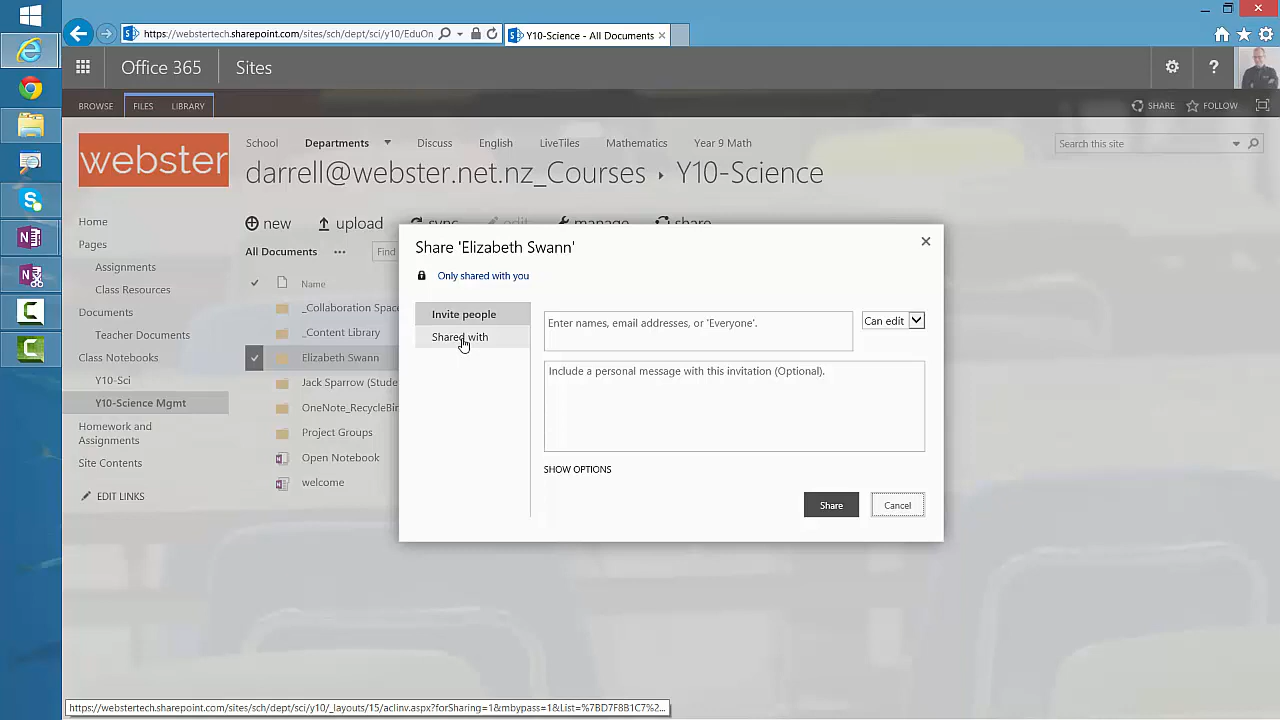 https://webstertech.sharepoint.com/sites/sch/dept/sci/y10/EduOn
Y10-Science - All Documents
Office 365
Sites
BROWSE
FILES
LIBRARY
SHARE
FOLLOW
webster
School
Departments
Discuss
English
LiveTiles
Mathematics
Year 9 Math
Search this site
darrell@webster.net.nz_Courses ▸ Y10-Science
Home
Pages
Assignments
Class Resources
Documents
Teacher Documents
Class Notebooks
Y10-Sci
Y10-Science Mgmt
Homework and
Assignments
Site Contents
EDIT LINKS
new
upload
sync
edit
manage
share
All Documents
Find
Name
_Collaboration Space
_Content Library
Elizabeth Swann
Jack Sparrow (Stude
OneNote_RecycleBin
Project Groups
Open Notebook
welcome
Share 'Elizabeth Swann'
Only shared with you
Invite people
Shared with
Enter names, email addresses, or 'Everyone'.
Can edit
Include a personal message with this invitation (Optional).
SHOW OPTIONS
Share
Cancel
https://webstertech.sharepoint.com/sites/sch/dept/sci/y10/_layouts/15/aclinv.aspx?forSharing=1&mbypass=1&List=%7BD7F8B1C7%2...